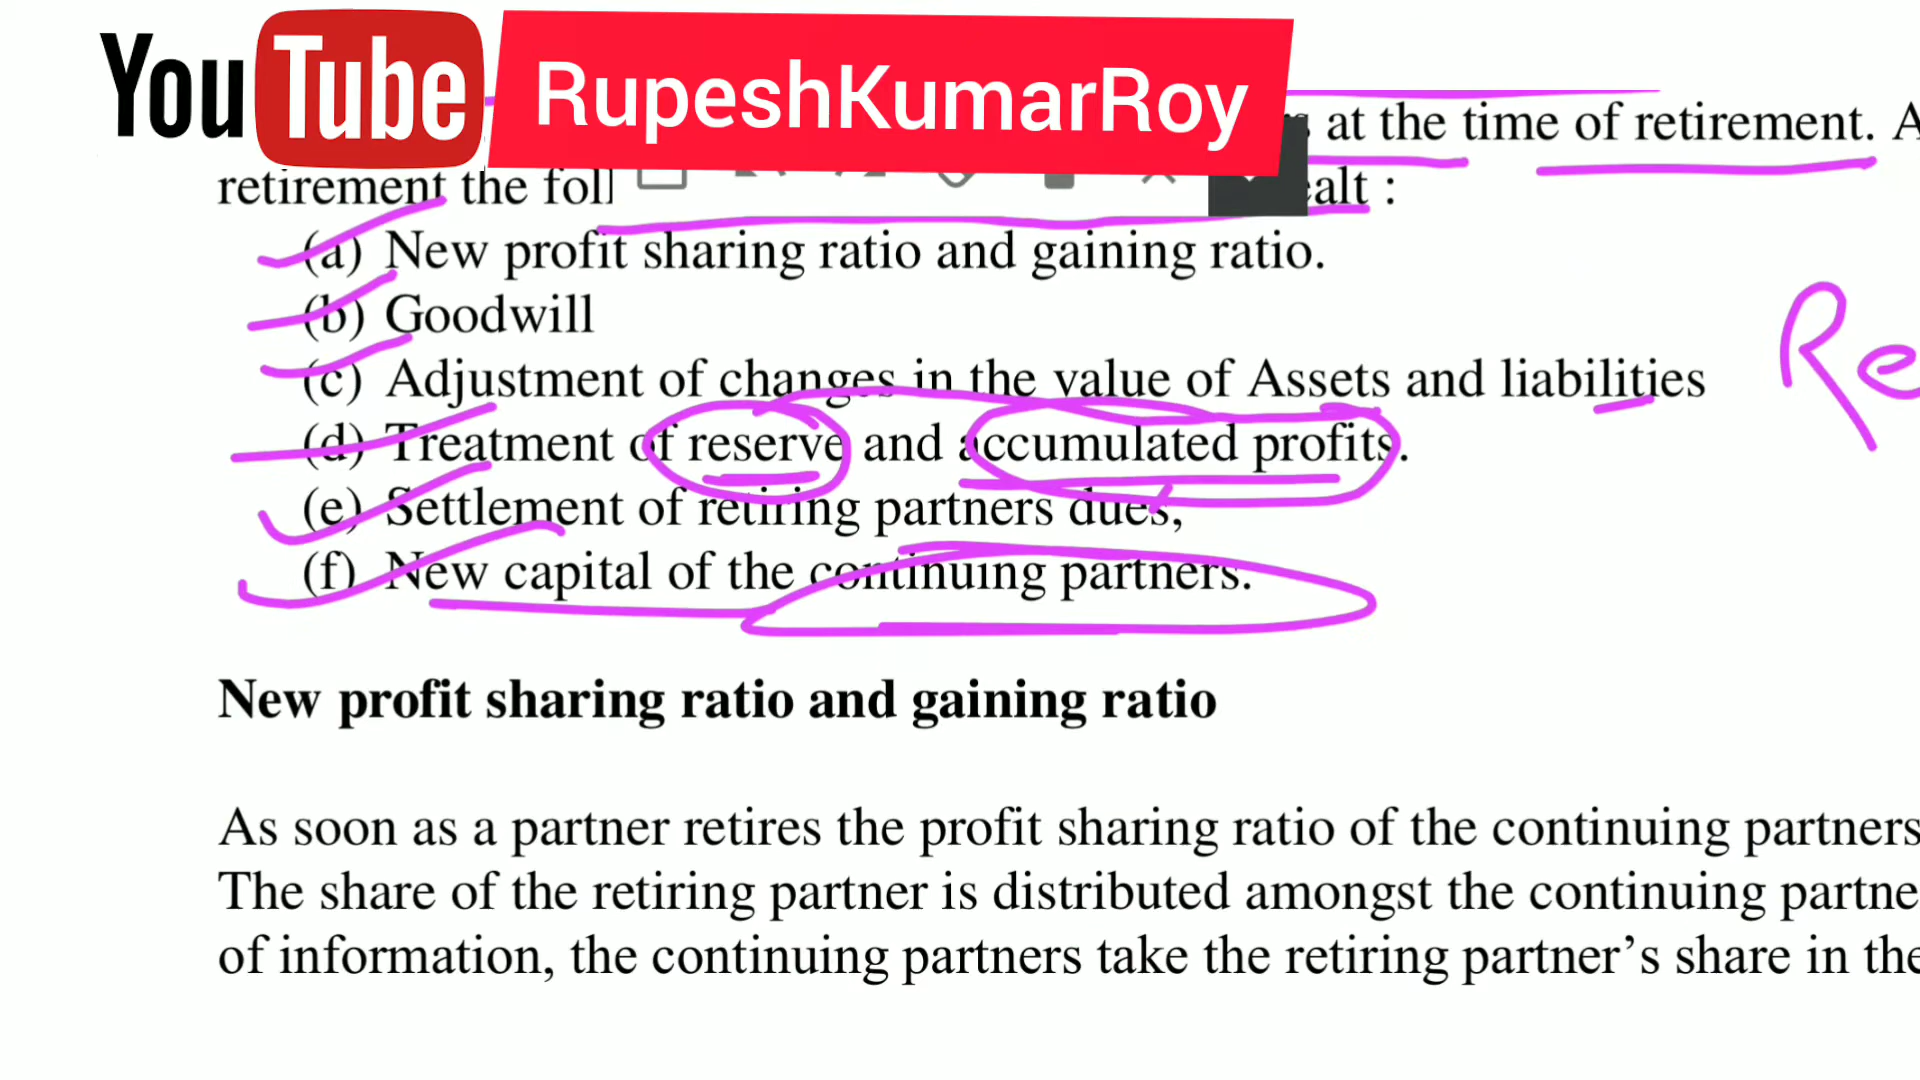 YouTube RupeshKumarRoy
at the time of retirement. A
retirement the foll ealt :
(a) New profit sharing ratio and gaining ratio.
(b) Goodwill
(c) Adjustment of changes in the value of Assets and liabilities
Re
(d) Treatment of reserve and accumulated profits.
(e) Settlement of retiring partners dues,
(f) New capital of the continuing partners.
New profit sharing ratio and gaining ratio
As soon as a partner retires the profit sharing ratio of the continuing partners
The share of the retiring partner is distributed amongst the continuing partne
of information, the continuing partners take the retiring partner’s share in the